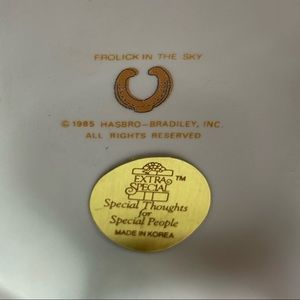 FROLICK IN THE SKY
© 1985 HASBRO-BRADLEY, INC.
ALL RIGHTS RESERVED
EXTRA
SPECIAL
TM
Special Thoughts
for
Special People
MADE IN KOREA